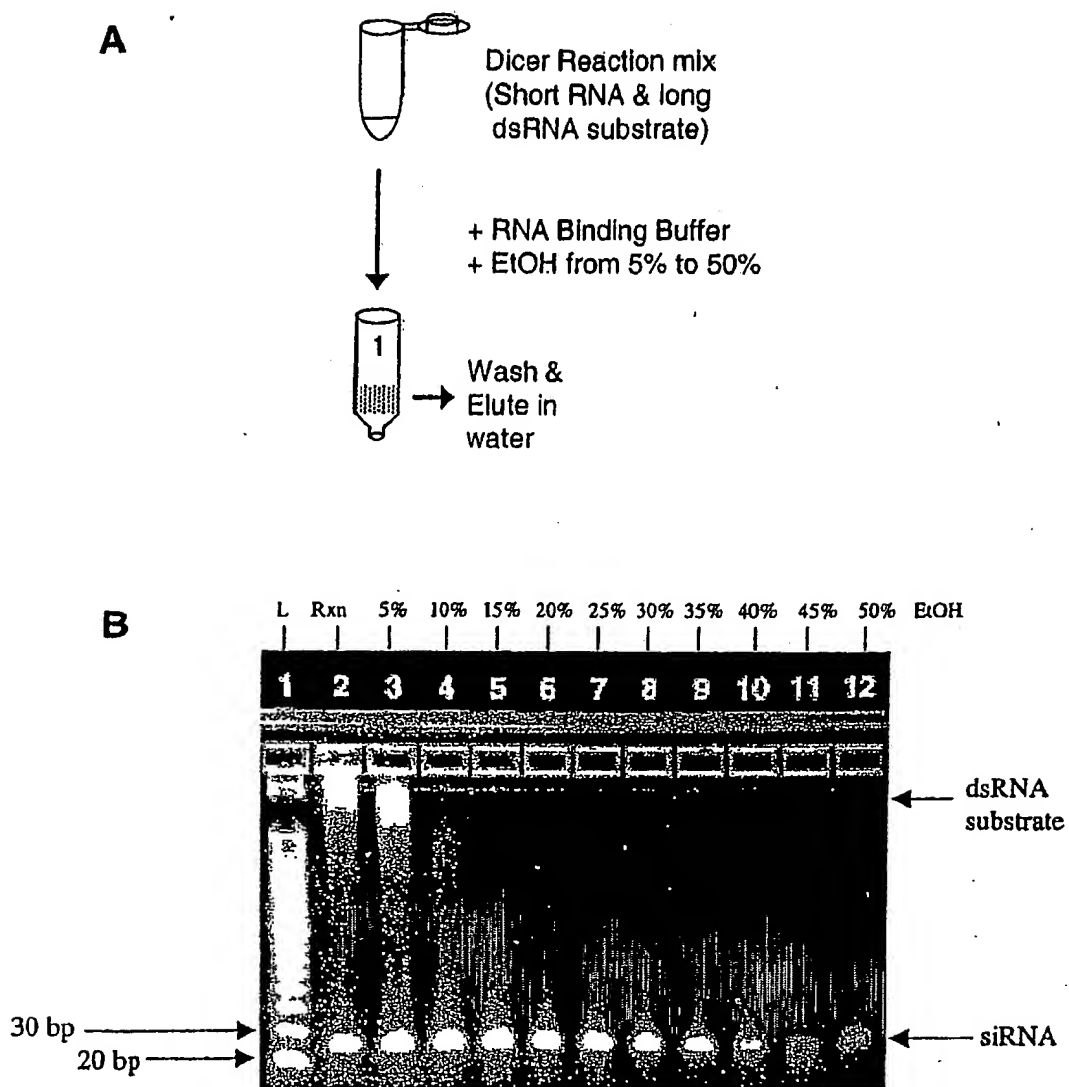 A
Dicer Reaction mix
(Short RNA & long
dsRNA substrate)
+ RNA Binding Buffer
+ EtOH from 5% to 50%
1
Wash &
Elute in
water
B
L Rxn 5% 10% 15% 20% 25% 30% 35% 40% 45% 50% EtOH
1 2 3 4 5 6 7 8 9 10 11 12
dsRNA
substrate
30 bp
siRNA
20 bp